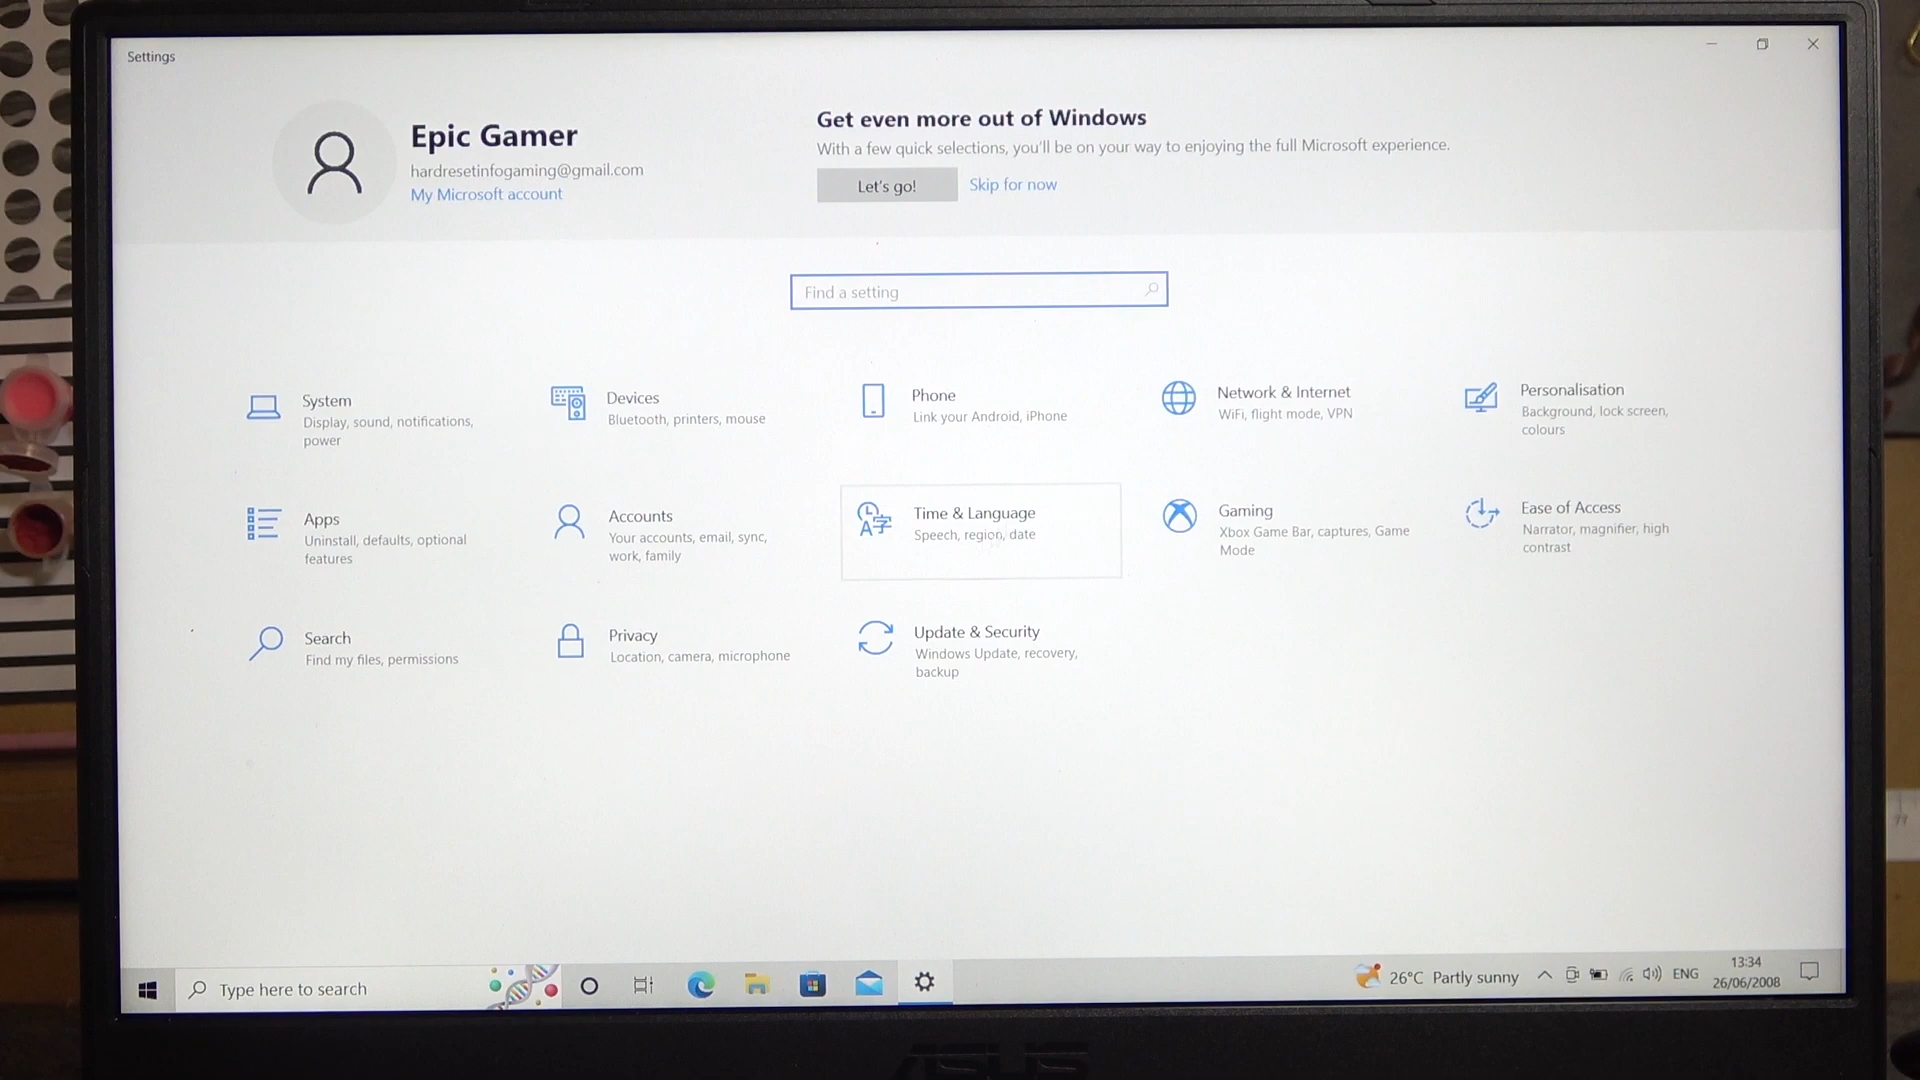 Settings
Epic Gamer
hardresetinfogaming@gmail.com
My Microsoft account
Get even more out of Windows
With a few quick selections, you'll be on your way to enjoying the full Microsoft experience.
Let's go!
Skip for now
Find a setting
System
Display, sound, notifications,
power
Devices
Bluetooth, printers, mouse
Phone
Link your Android, iPhone
Network & Internet
WiFi, flight mode, VPN
Personalisation
Background, lock screen,
colours
Apps
Uninstall, defaults, optional
features
Accounts
Your accounts, email, sync,
work, family
Time & Language
Speech, region, date
Gaming
Xbox Game Bar, captures, Game
Mode
Ease of Access
Narrator, magnifier, high
contrast
Search
Find my files, permissions
Privacy
Location, camera, microphone
Update & Security
Windows Update, recovery,
backup
Type here to search
26°C Partly sunny
ENG
13:34
26/06/2008
ASUS